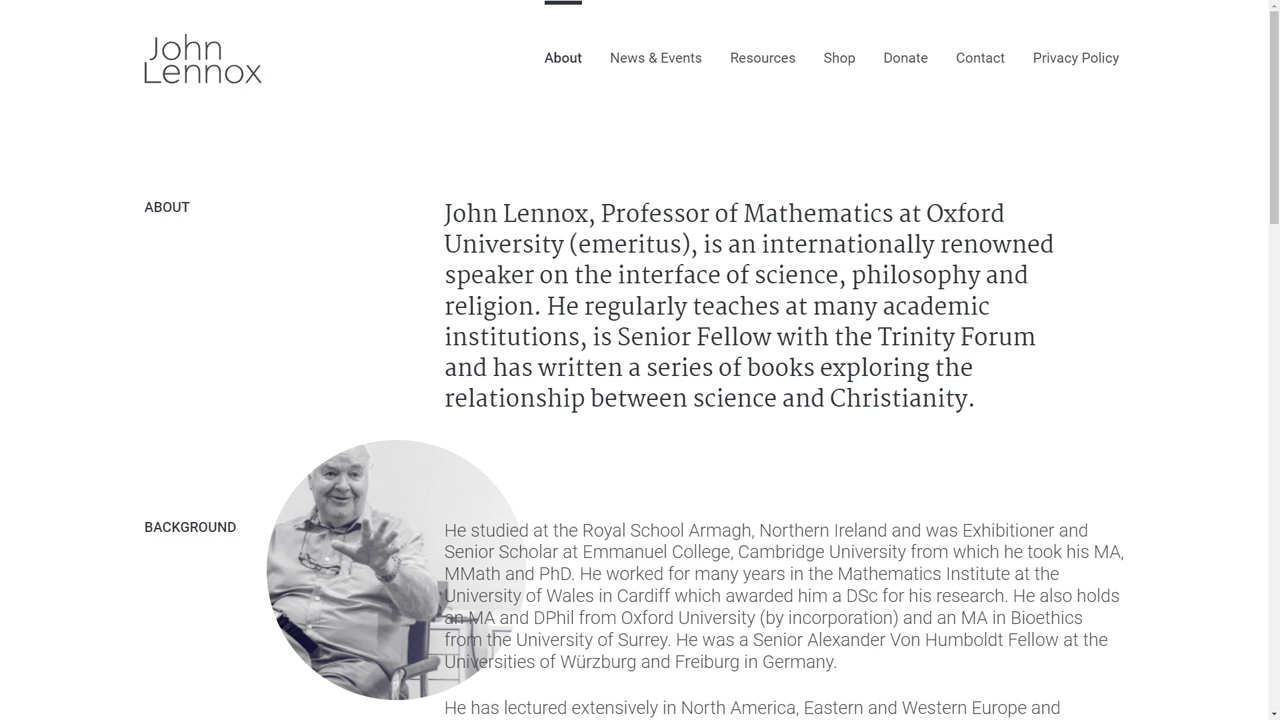 John
Lennox
About
News & Events
Resources
Shop
Donate
Contact
Privacy Policy
ABOUT
John Lennox, Professor of Mathematics at Oxford
University (emeritus), is an internationally renowned
speaker on the interface of science, philosophy and
religion. He regularly teaches at many academic
institutions, is Senior Fellow with the Trinity Forum
and has written a series of books exploring the
relationship between science and Christianity.
BACKGROUND
He studied at the Royal School Armagh, Northern Ireland and was Exhibitioner and
Senior Scholar at Emmanuel College, Cambridge University from which he took his MA,
MMath and PhD. He worked for many years in the Mathematics Institute at the
University of Wales in Cardiff which awarded him a DSc for his research. He also holds
an MA and DPhil from Oxford University (by incorporation) and an MA in Bioethics
from the University of Surrey. He was a Senior Alexander Von Humboldt Fellow at the
Universities of Würzburg and Freiburg in Germany.
He has lectured extensively in North America, Eastern and Western Europe and